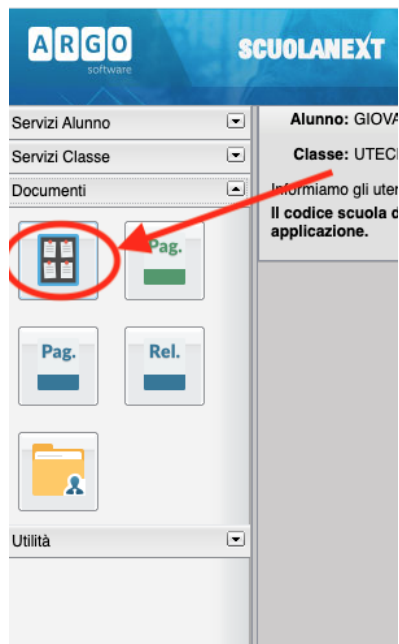 ARGO
software
SCUOLANEXT
Servizi Alunno
Servizi Classe
Documenti
Pag.
Pag.
Rel.
Utilità
Alunno: GIOVA
Classe: UTEC
Informiamo gli uter
Il codice scuola d
applicazione.